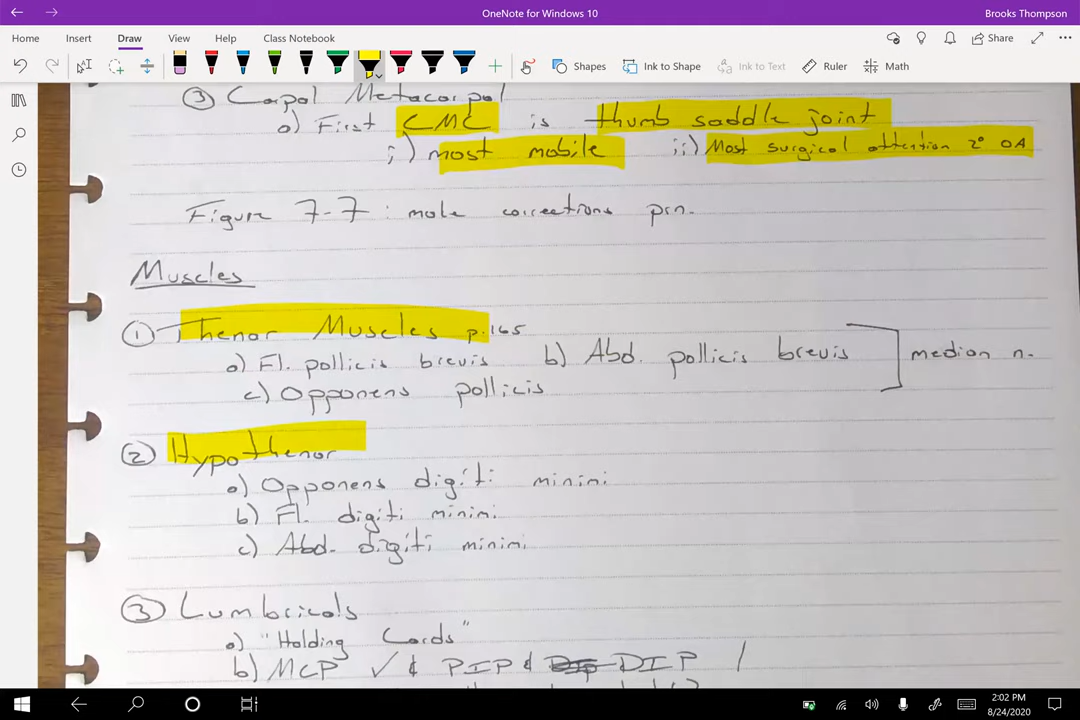 OneNote for Windows 10
Brooks Thompson
Home Insert Draw View Help Class Notebook
Share
Shapes Ink to Shape Ink to Text Ruler Math
③ Carpal Metacarpal
a) First CMC is thumb saddle joint
i) most mobile ii) Most surgical attention 2° OA
Figure 7-7: make corrections prn.
Muscles
① Thenar Muscles p.165
a) Fl. pollicis brevis b) Abd. pollicis brevis
median n.
c) Opponens pollicis
② Hypothenar
a) Opponens digiti minimi
b) Fl. digiti minimi
c) Abd. digiti minimi
③ Lumbricals
a) "Holding Cards"
b) MCP ✓ & PIP & DIP /
2:02 PM
8/24/2020